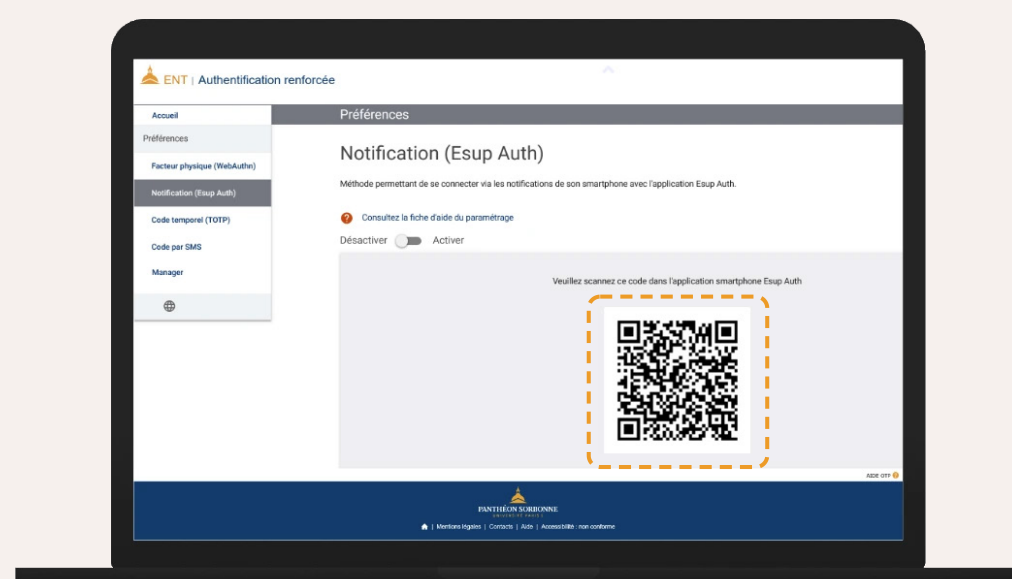 ENT | Authentification renforcée
Accueil
Préférences
Facteur physique (WebAuthn)
Notification (Esup Auth)
Code temporel (TOTP)
Code par SMS
Manager
Préférences
Notification (Esup Auth)
Méthode permettant de se connecter via les notifications de son smartphone avec l'application Esup Auth.
Consultez la fiche d'aide du paramétrage
Désactiver Activer
Veuillez scannez ce code dans l'application smartphone Esup Auth
AIDE OTP
PANTHÉON SORBONNE
UNIVERSITÉ PARIS 1
| Mentions légales | Contacts | Aide | Accessibilité : non conforme